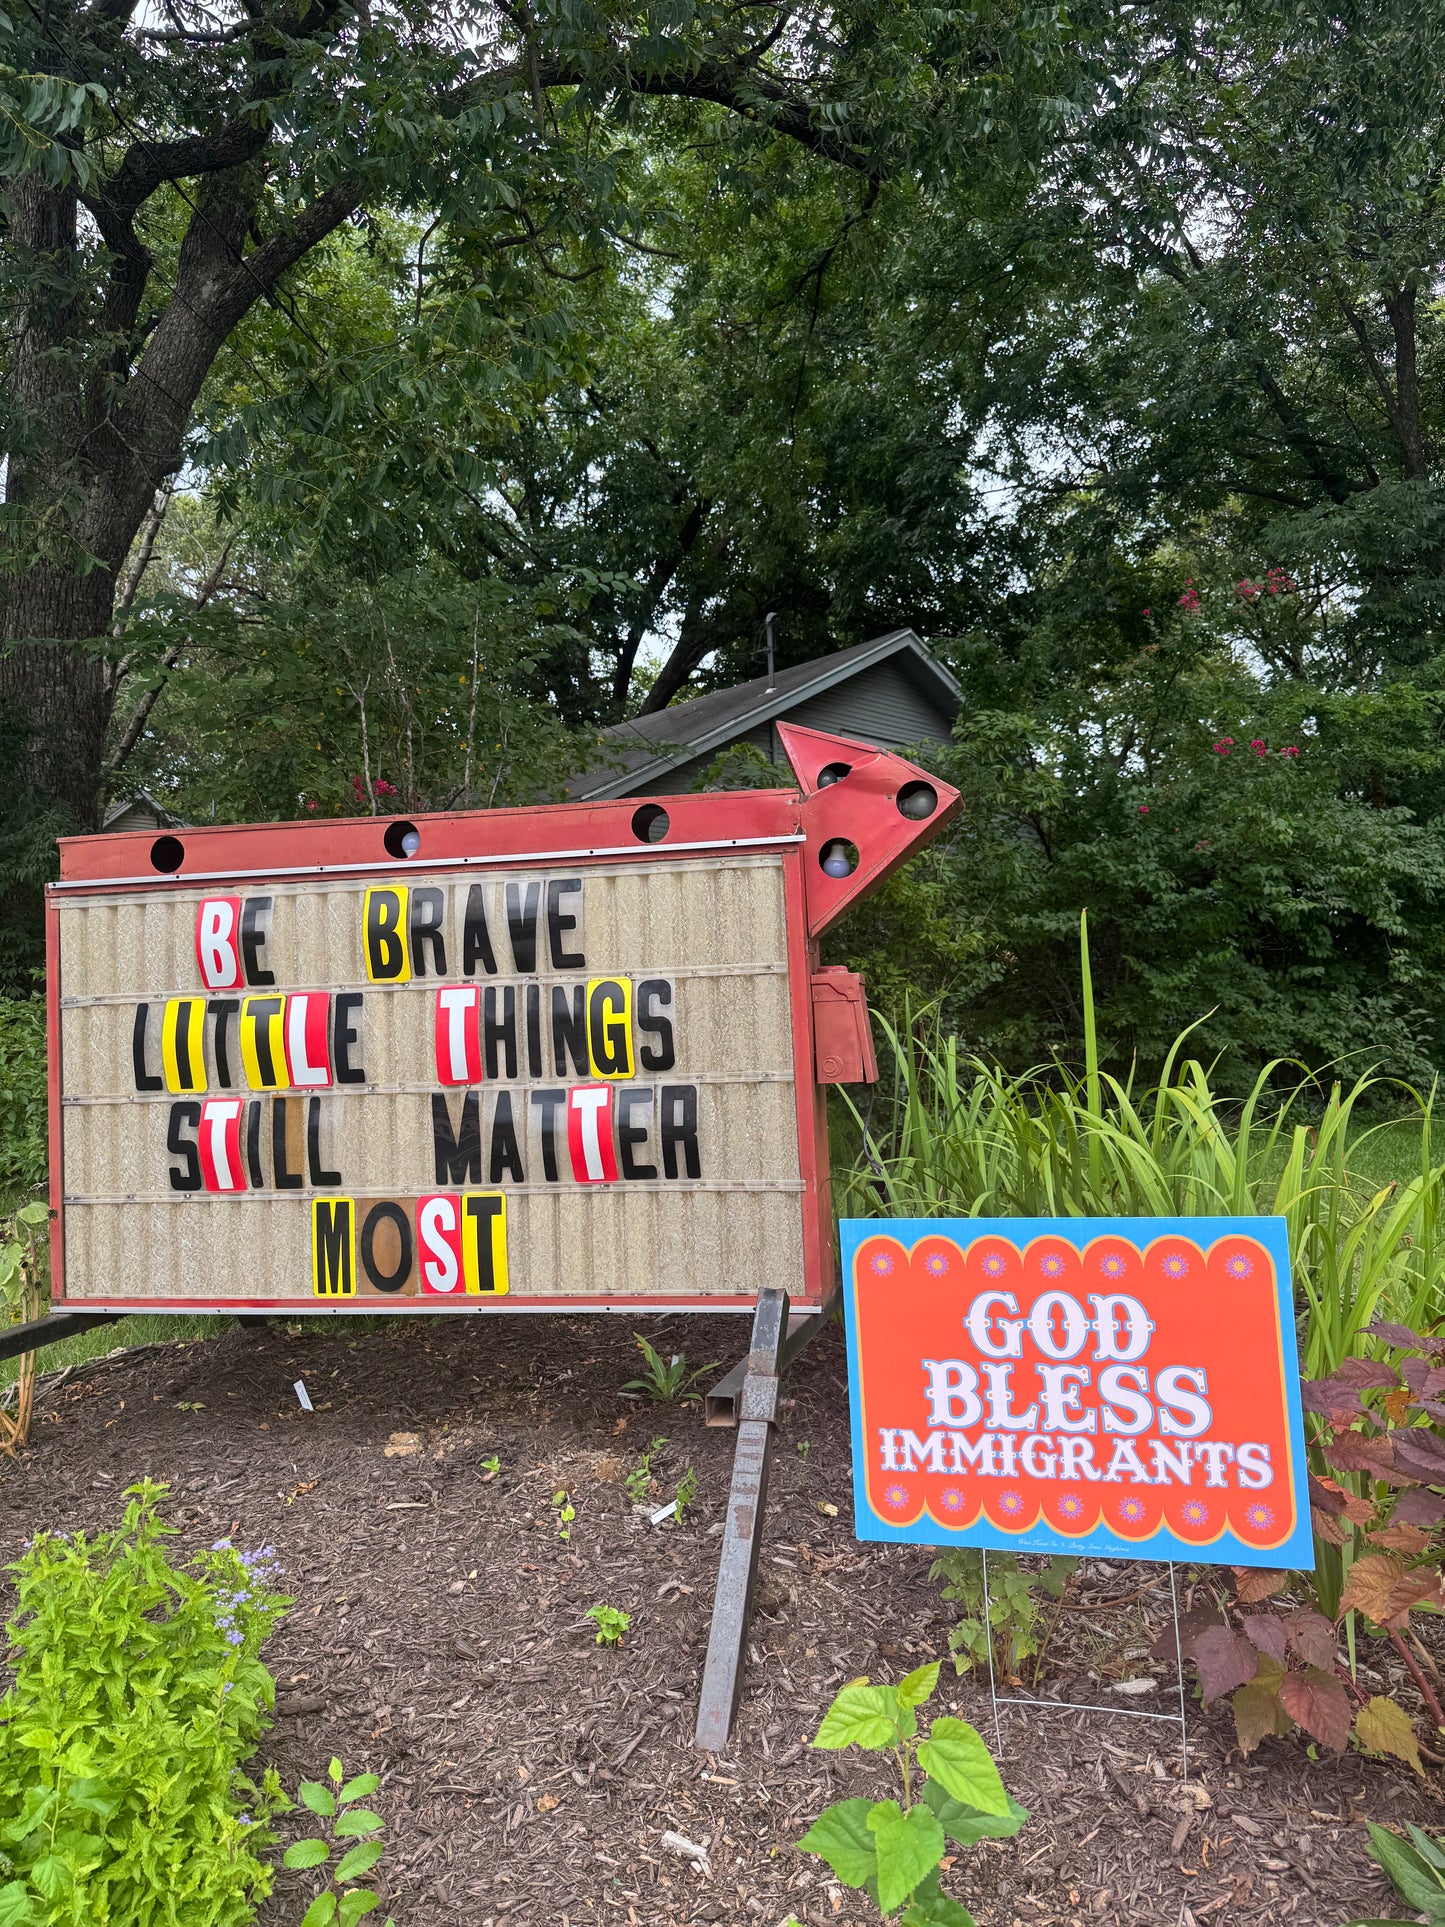 BE BRAVE
LITTLE THINGS
STILL MATTER
MOST
GOD
BLESS
IMMIGRANTS